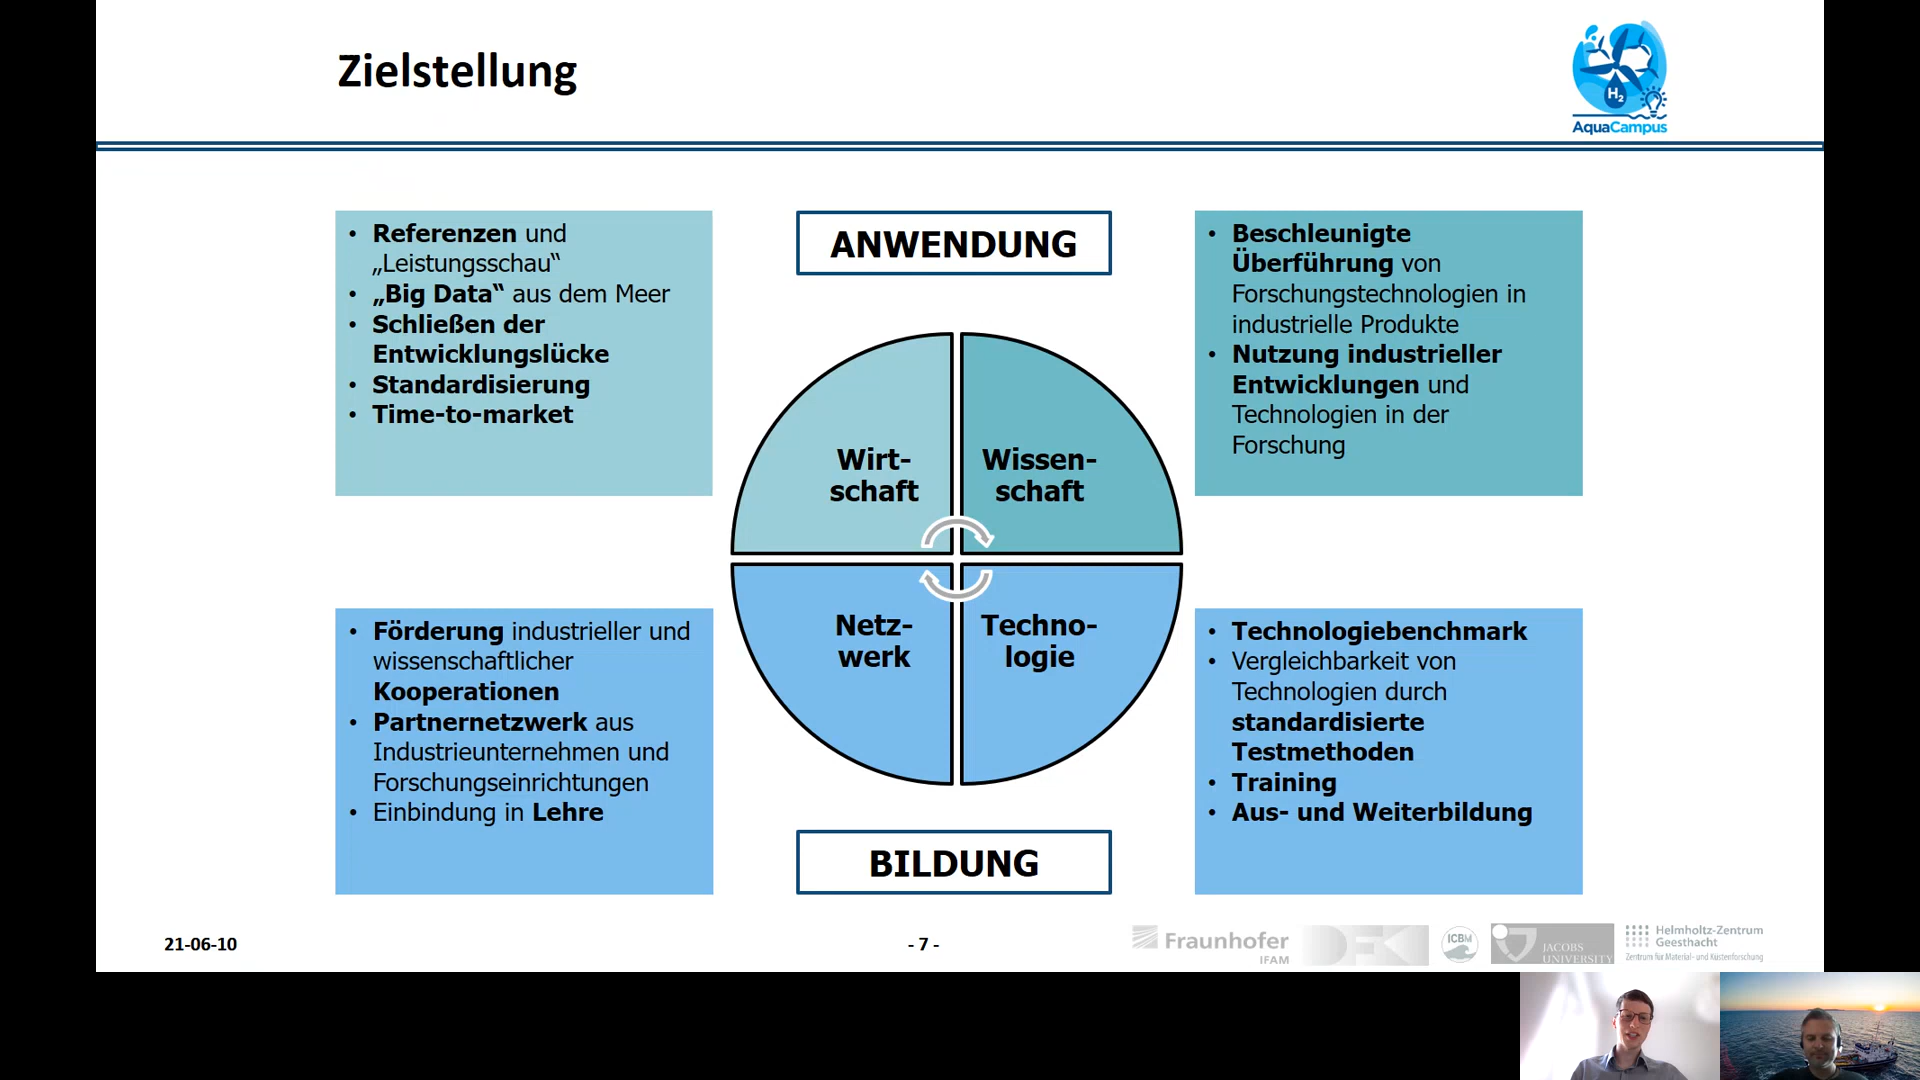 Zielstellung
H₂
AquaCampus
• Referenzen und
„Leistungsschau“
• „Big Data“ aus dem Meer
• Schließen der
Entwicklungslücke
• Standardisierung
• Time-to-market
ANWENDUNG
• Beschleunigte
Überführung von
Forschungstechnologien in
industrielle Produkte
• Nutzung industrieller
Entwicklungen und
Technologien in der
Forschung
Wirt-
schaft
Wissen-
schaft
Netz-
werk
Techno-
logie
• Förderung industrieller und
wissenschaftlicher
Kooperationen
• Partnernetzwerk aus
Industrieunternehmen und
Forschungseinrichtungen
• Einbindung in Lehre
BILDUNG
• Technologiebenchmark
• Vergleichbarkeit von
Technologien durch
standardisierte
Testmethoden
• Training
• Aus- und Weiterbildung
21-06-10
- 7 -
Fraunhofer
IFAM
DFK
ICBM
JACOBS
UNIVERSITY
Helmholtz-Zentrum
Geesthacht
Zentrum für Material- und Küstenforschung